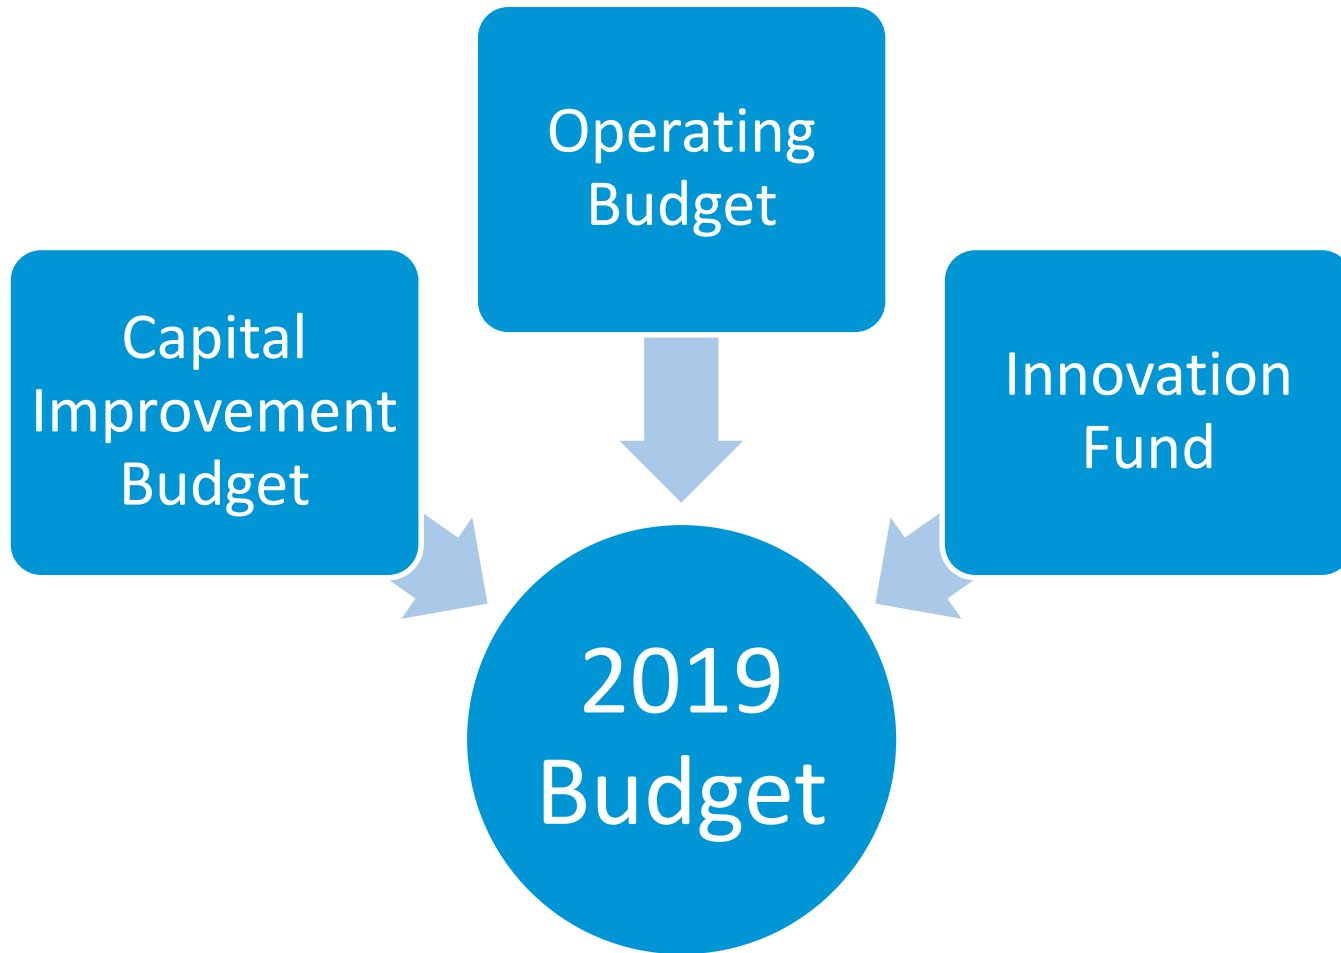 Operating
Budget
Capital
Improvement
Budget
Innovation
Fund
2019
Budget